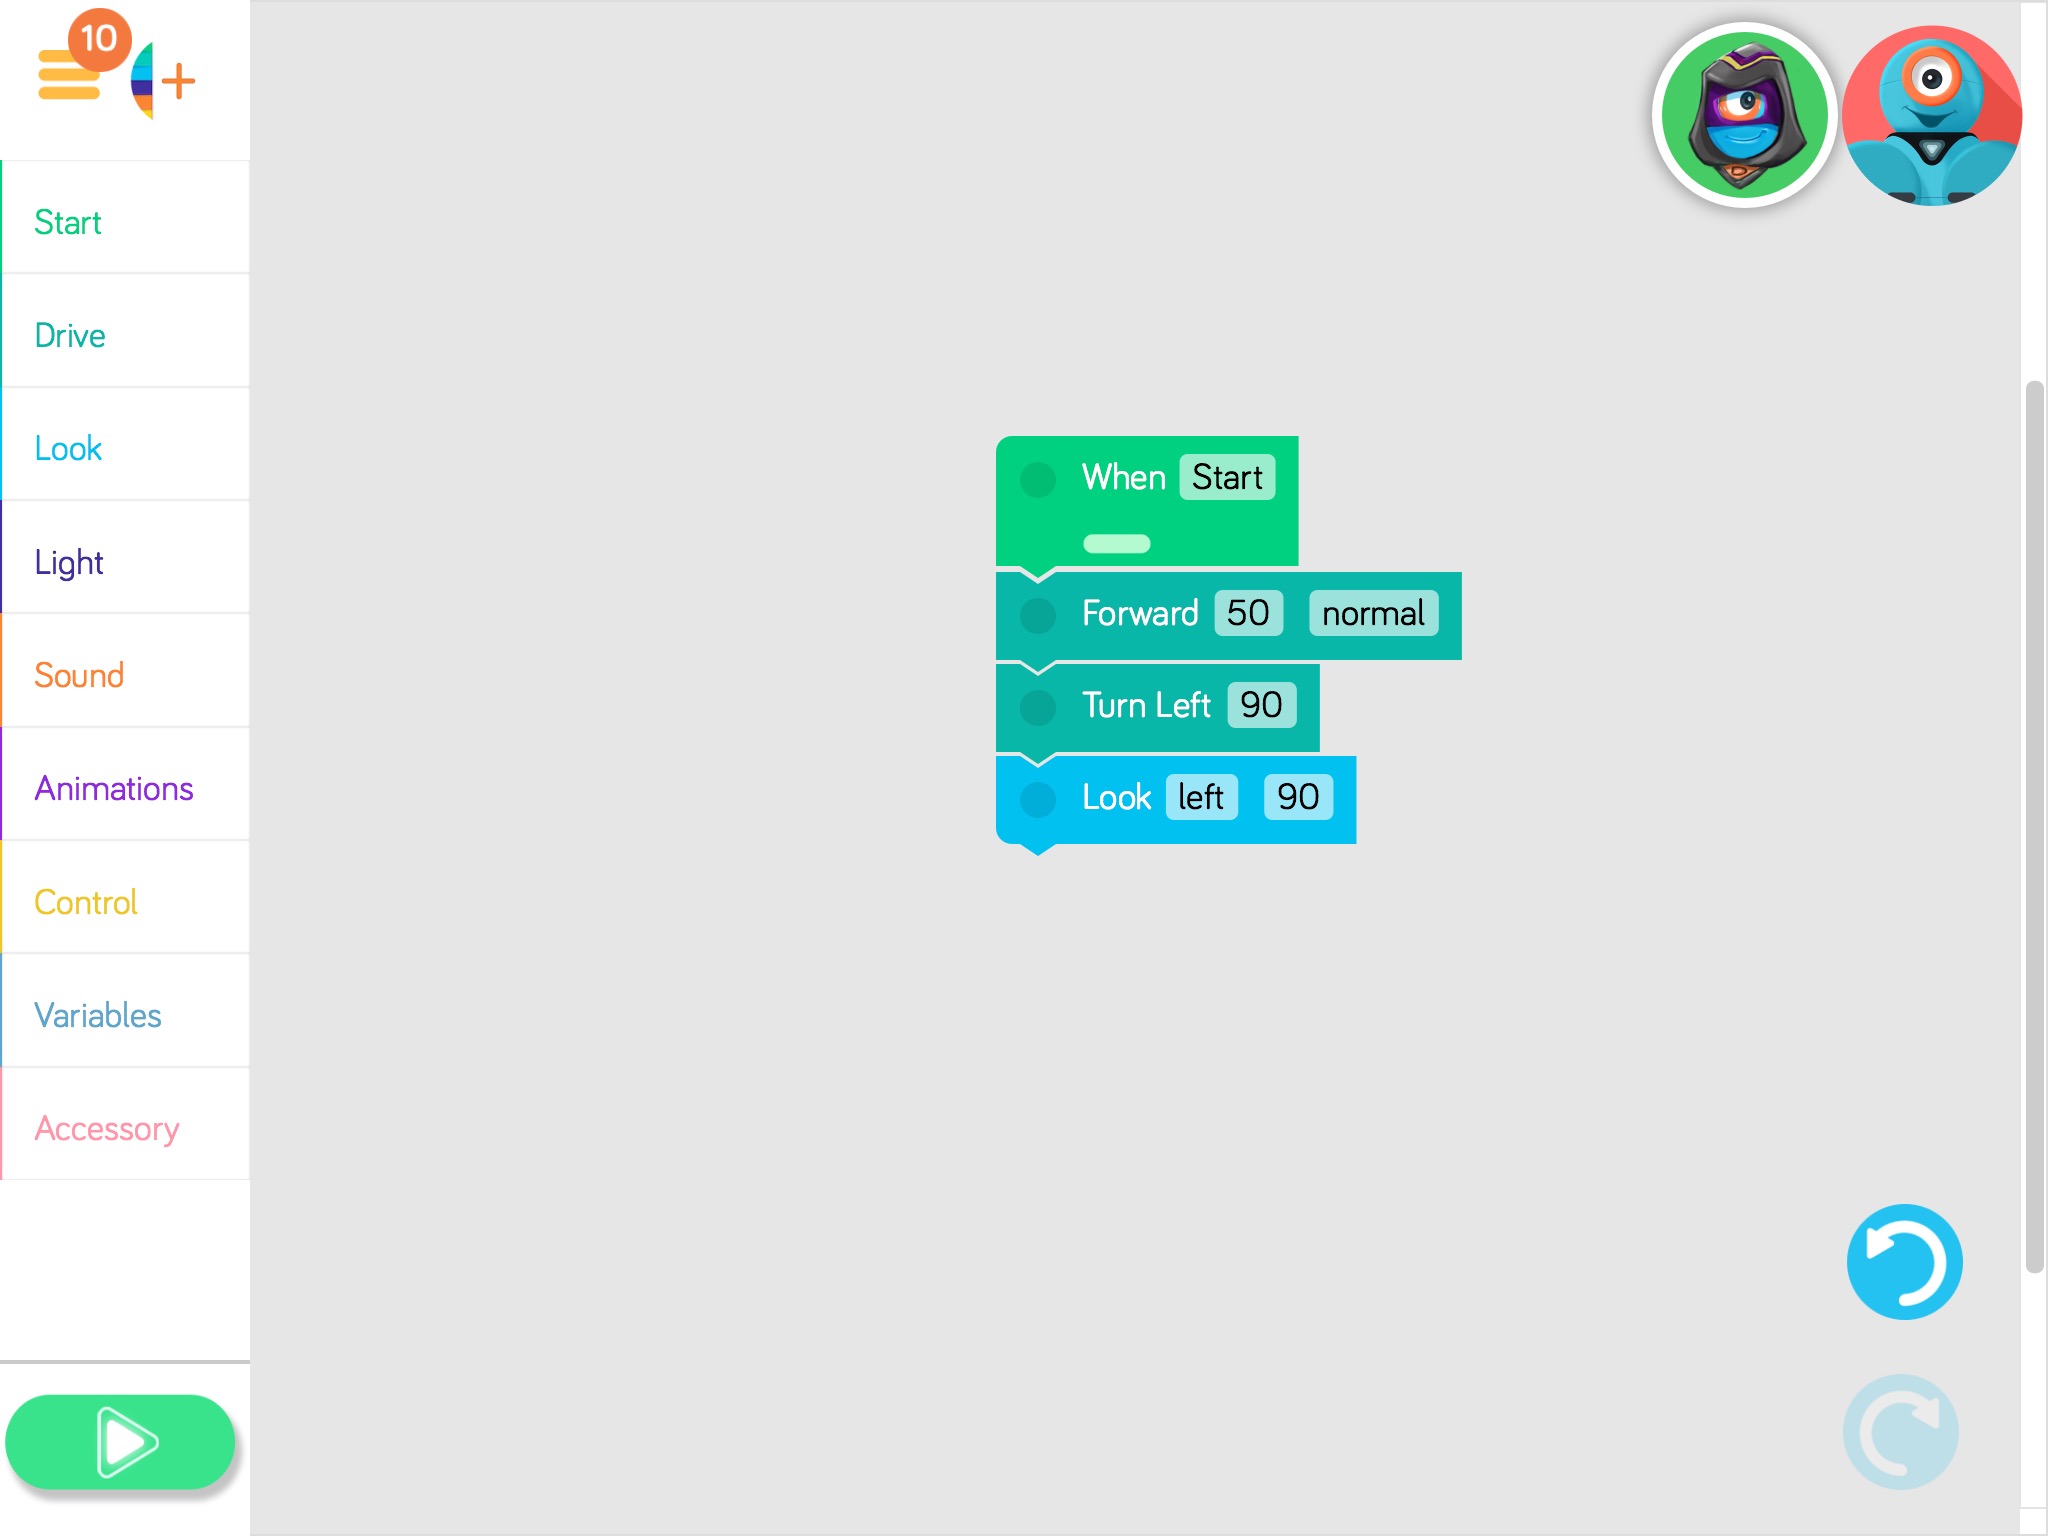 10
Start
Drive
Look
Light
Sound
Animations
Control
Variables
Accessory
When Start
Forward 50 normal
Turn Left 90
Look left 90